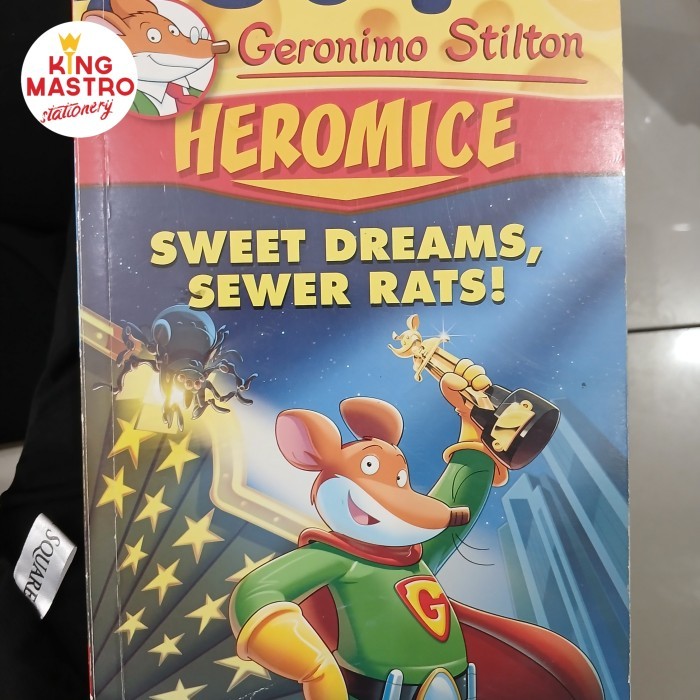 KING
MASTRO
stationery
Geronimo Stilton
HEROMICE
SWEET DREAMS,
SEWER RATS!
G
SQUARE